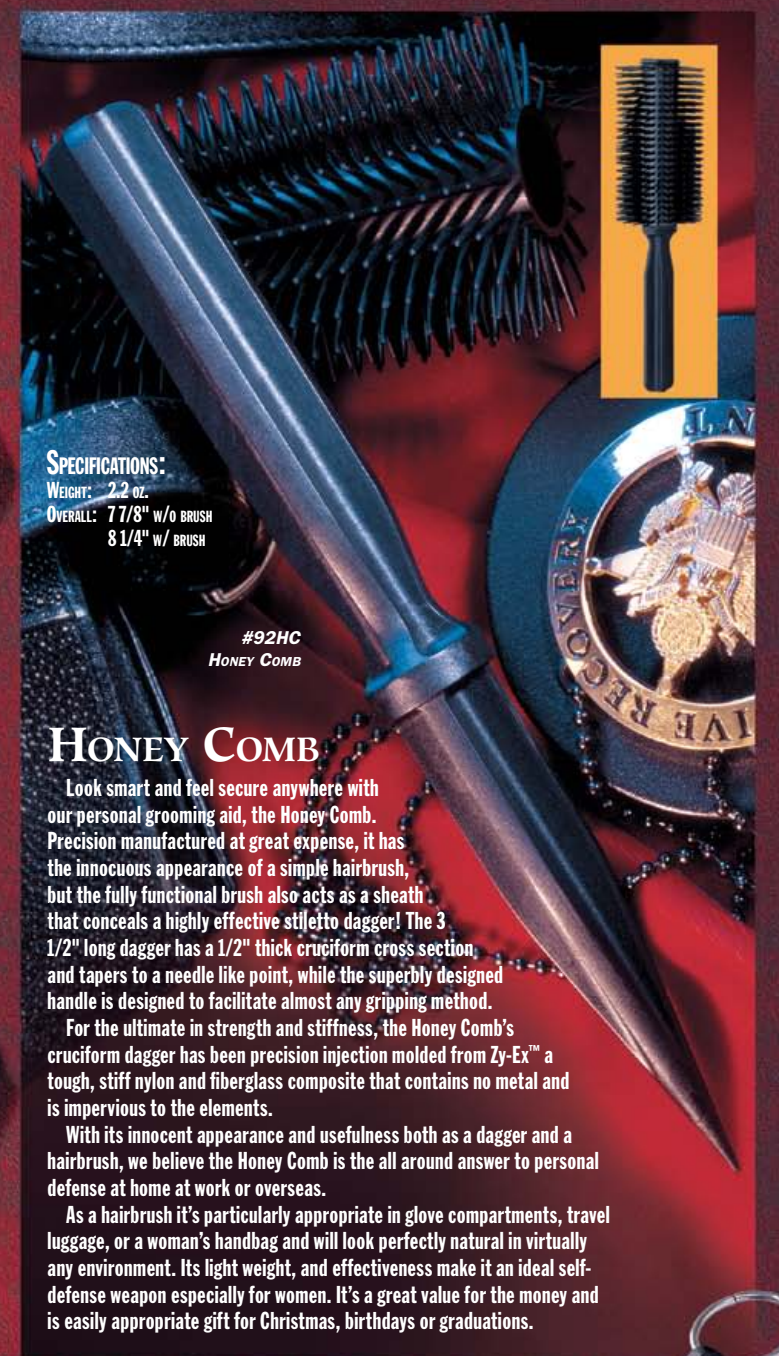 SPECIFICATIONS:
WEIGHT: 2.2 OZ.
OVERALL: 7 7/8" W/O BRUSH
8 1/4" W/ BRUSH
#92HC
HONEY COMB
HONEY COMB
Look smart and feel secure anywhere with
our personal grooming aid, the Honey Comb.
Precision manufactured at great expense, it has
the innocuous appearance of a simple hairbrush,
but the fully functional brush also acts as a sheath
that conceals a highly effective stiletto dagger! The 3
1/2" long dagger has a 1/2" thick cruciform cross section
and tapers to a needle like point, while the superbly designed
handle is designed to facilitate almost any gripping method.
For the ultimate in strength and stiffness, the Honey Comb's
cruciform dagger has been precision injection molded from Zy-Ex™ a
tough, stiff nylon and fiberglass composite that contains no metal and
is impervious to the elements.
With its innocent appearance and usefulness both as a dagger and a
hairbrush, we believe the Honey Comb is the all around answer to personal
defense at home at work or overseas.
As a hairbrush it's particularly appropriate in glove compartments, travel
luggage, or a woman's handbag and will look perfectly natural in virtually
any environment. Its light weight, and effectiveness make it an ideal self-
defense weapon especially for women. It's a great value for the money and
is easily appropriate gift for Christmas, birthdays or graduations.
RECOVERY